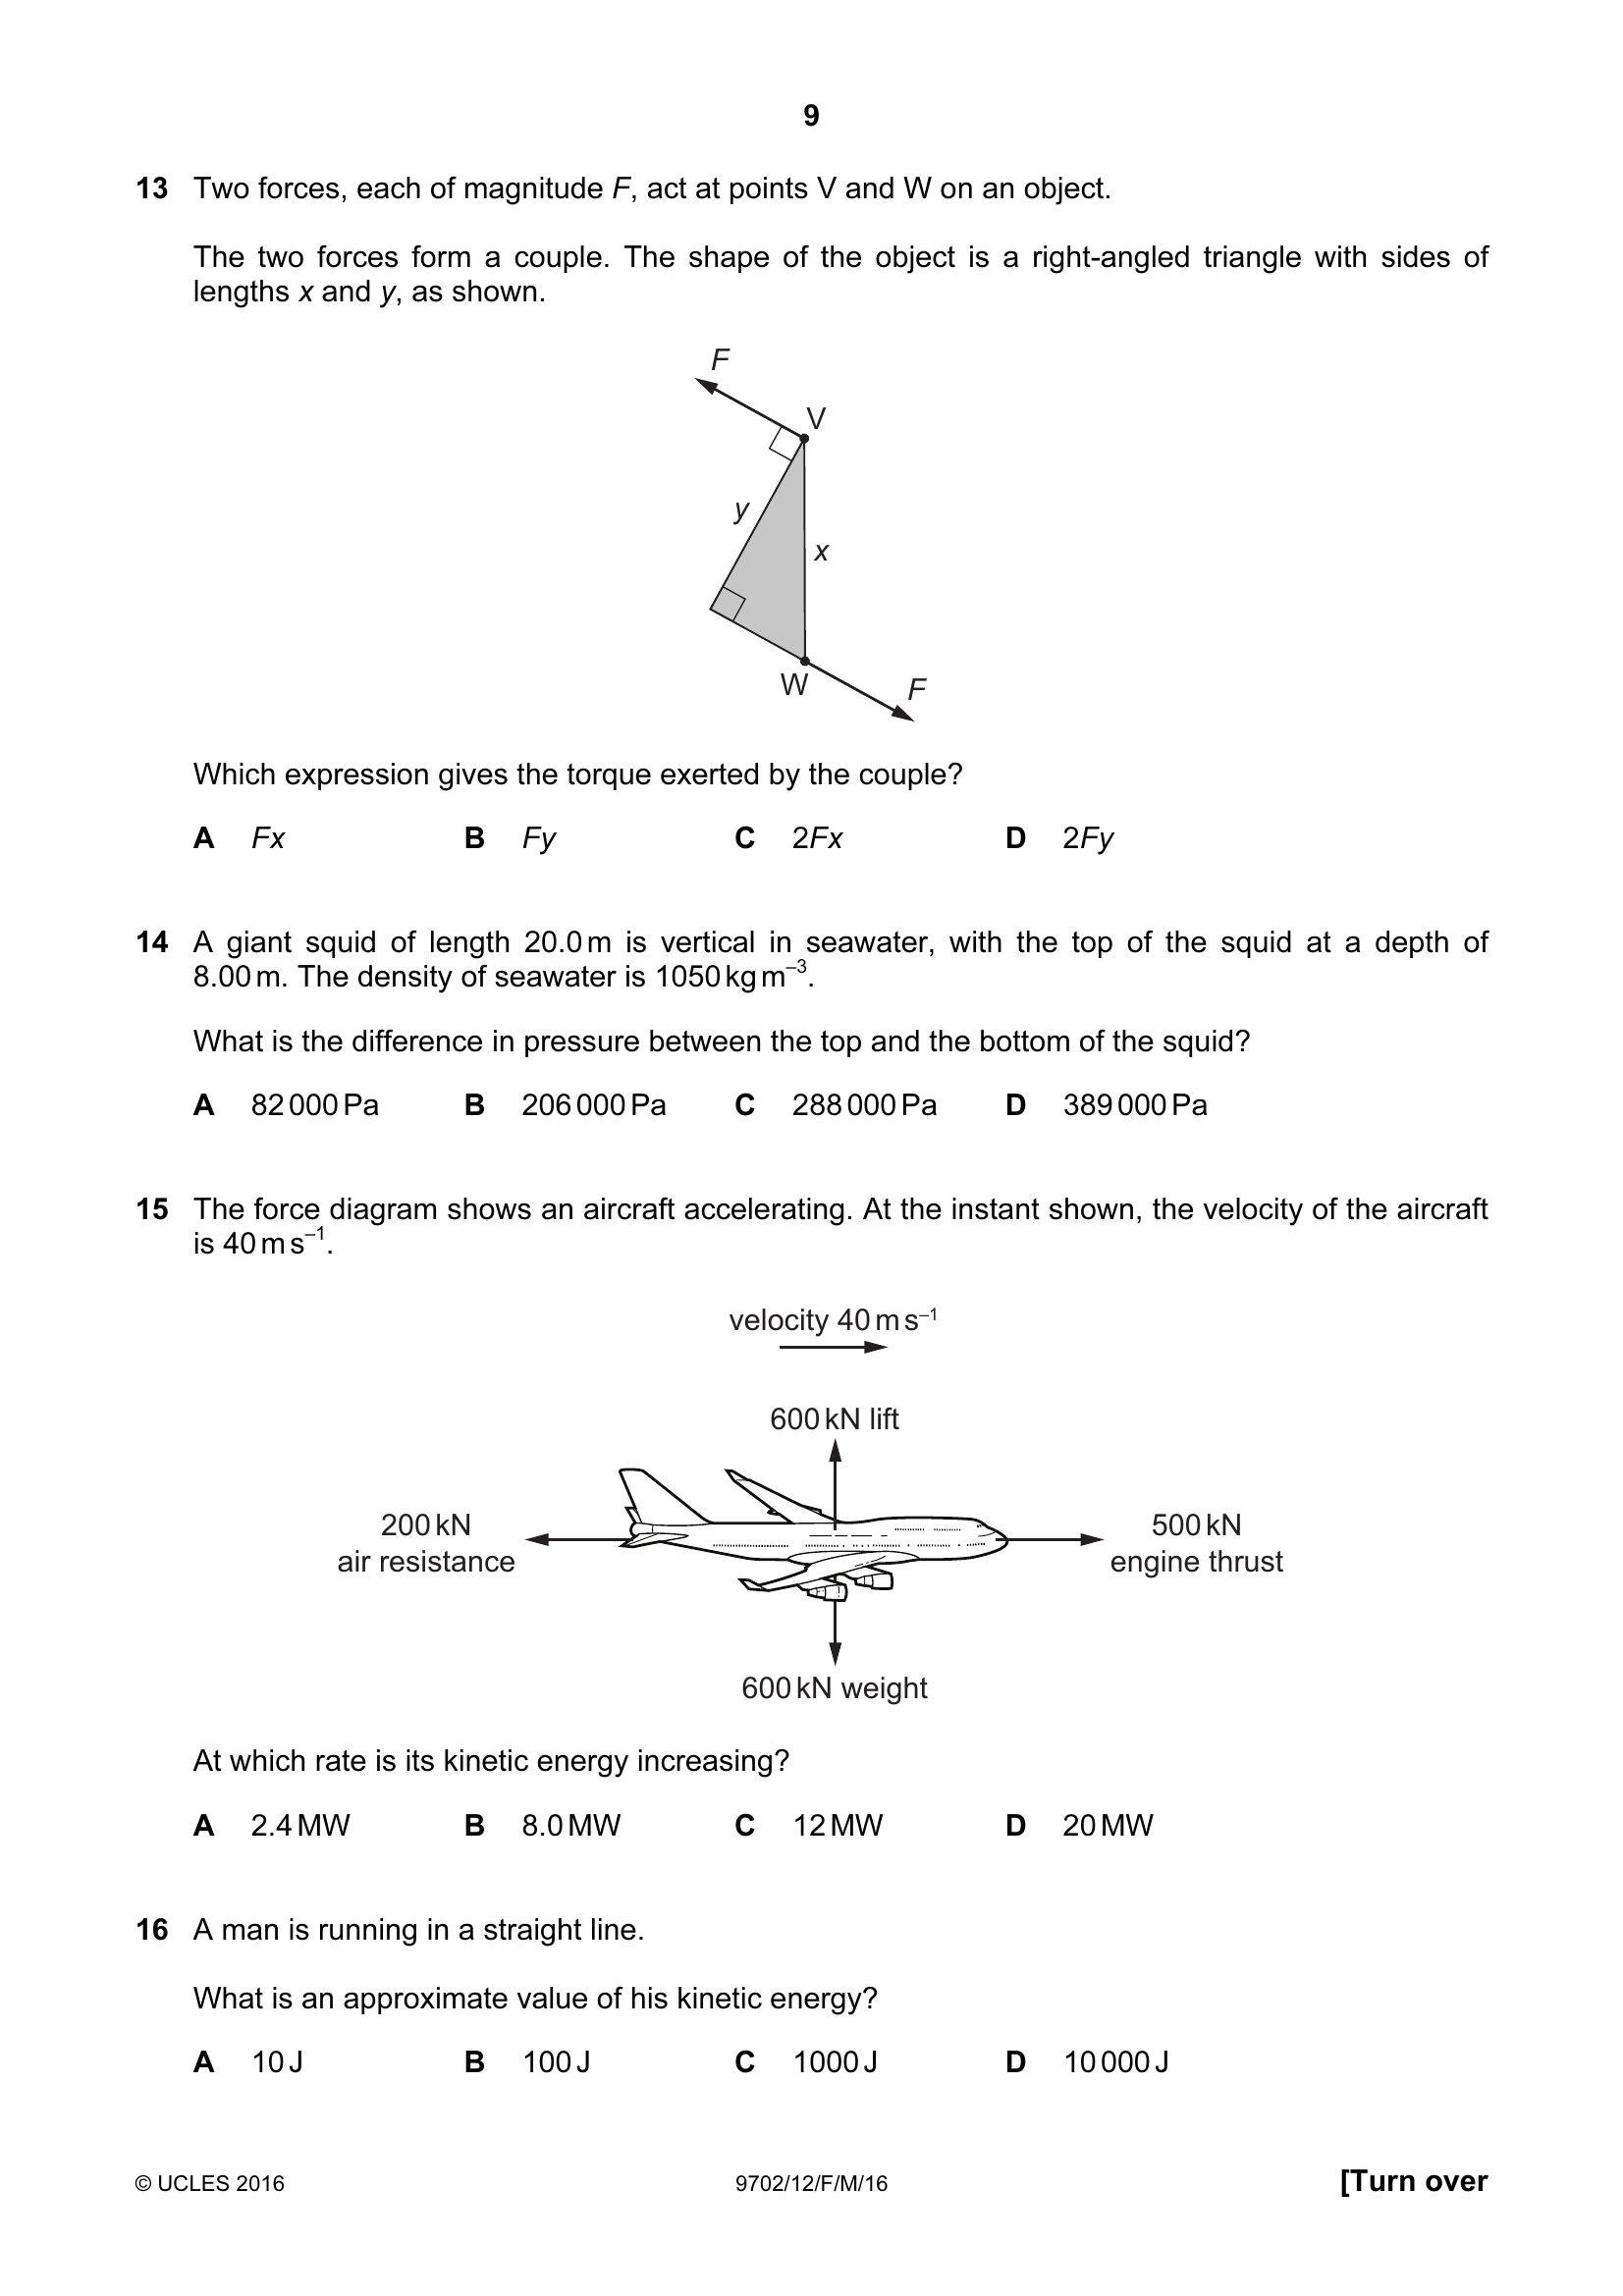 9
13 Two forces, each of magnitude F, act at points V and W on an object.
The two forces form a couple. The shape of the object is a right-angled triangle with sides of
lengths x and y, as shown.
F
V
y
x
W
F
Which expression gives the torque exerted by the couple?
A Fx B Fy C 2Fx D 2Fy
14 A giant squid of length 20.0 m is vertical in seawater, with the top of the squid at a depth of
8.00 m. The density of seawater is 1050 kg m⁻³.
What is the difference in pressure between the top and the bottom of the squid?
A 82 000 Pa B 206 000 Pa C 288 000 Pa D 389 000 Pa
15 The force diagram shows an aircraft accelerating. At the instant shown, the velocity of the aircraft
is 40 m s⁻¹.
velocity 40 m s⁻¹
600 kN lift
200 kN
air resistance
500 kN
engine thrust
600 kN weight
At which rate is its kinetic energy increasing?
A 2.4 MW B 8.0 MW C 12 MW D 20 MW
16 A man is running in a straight line.
What is an approximate value of his kinetic energy?
A 10 J B 100 J C 1000 J D 10 000 J
© UCLES 2016 9702/12/F/M/16 [Turn over